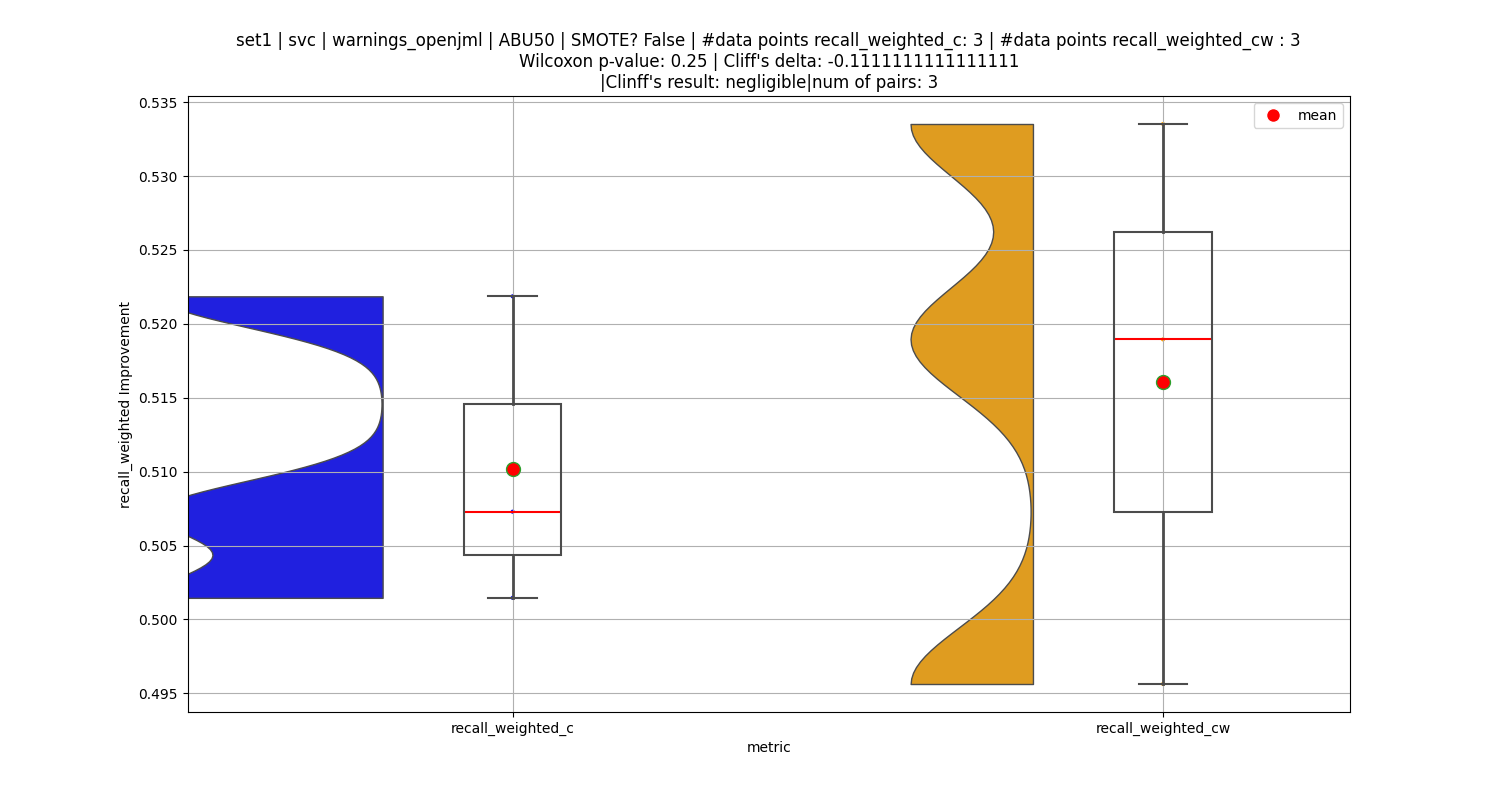 set1 | svc | warnings_openjml | ABU50 | SMOTE? False | #data points recall_weighted_c: 3 | #data points recall_weighted_cw : 3
Wilcoxon p-value: 0.25 | Cliff's delta: -0.1111111111111111
|Clinff's result: negligible|num of pairs: 3
mean
0.535
0.530
0.525
0.520
0.515
0.510
0.505
0.500
0.495
recall_weighted Improvement
recall_weighted_c
recall_weighted_cw
metric